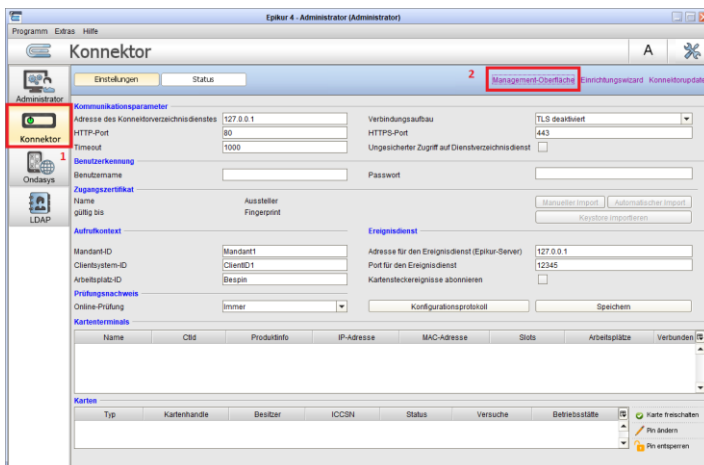 Epikur 4 - Administrator (Administrator)
Programm Extras Hilfe
Konnektor
A
Administrator
Konnektor
1
Ondasys
LDAP
Einstellungen Status
2
Management-Oberfläche Einrichtungswizard Konnektorupdate
Kommunikationsparameter
Adresse des Konnektorverzeichnisdienstes 127.0.0.1 Verbindungsaufbau TLS deaktiviert
HTTP-Port 80 HTTPS-Port 443
Timeout 1000 Ungesicherter Zugriff auf Dienstverzeichnisdienst
Benutzerkennung
Benutzername Passwort
Zugangszertifikat
Name Aussteller Manueller Import Automatischer Import
gültig bis Fingerprint Keystore importieren
Aufrufkontext Ereignisdienst
Mandant-ID Mandant1 Adresse für den Ereignisdienst (Epikur-Server) 127.0.0.1
Clientsystem-ID ClientID1 Port für den Ereignisdienst 12345
Arbeitsplatz-ID Bespin Kartensteckereignisse abonnieren
Prüfungsnachweis
Online-Prüfung Immer Konfigurationsprotokoll Speichern
Kartenterminals
Name CtId Produktinfo IP-Adresse MAC-Adresse Slots Arbeitsplätze Verbunden
Karten
Typ Kartenhandle Besitzer ICCSN Status Versuche Betriebsstätte
Karte freischalten
Pin ändern
Pin entsperren